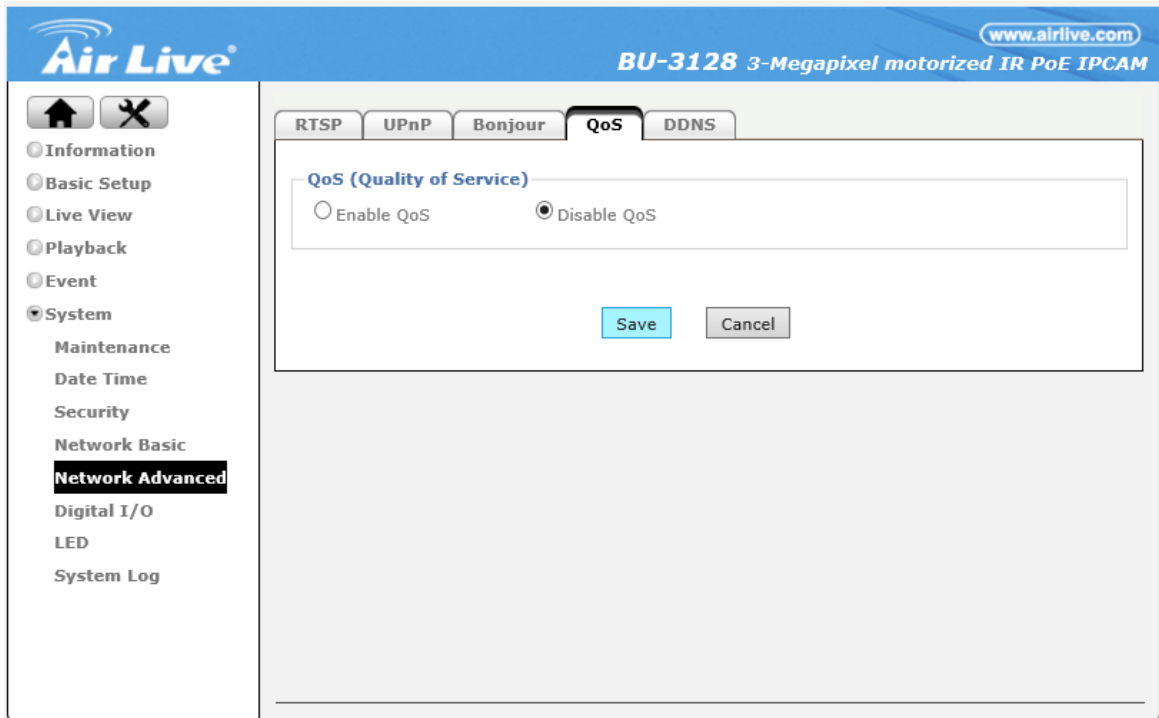 Air Live®
www.airlive.com
BU-3128 3-Megapixel motorized IR PoE IPCAM
Information
Basic Setup
Live View
Playback
Event
System
Maintenance
Date Time
Security
Network Basic
Network Advanced
Digital I/O
LED
System Log
RTSP UPnP Bonjour QoS DDNS
QoS (Quality of Service)
Enable QoS Disable QoS
Save Cancel